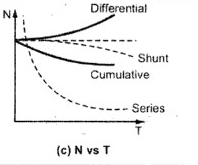 Differential
N
Shunt
Cumulative
Series
T
(c) N vs T